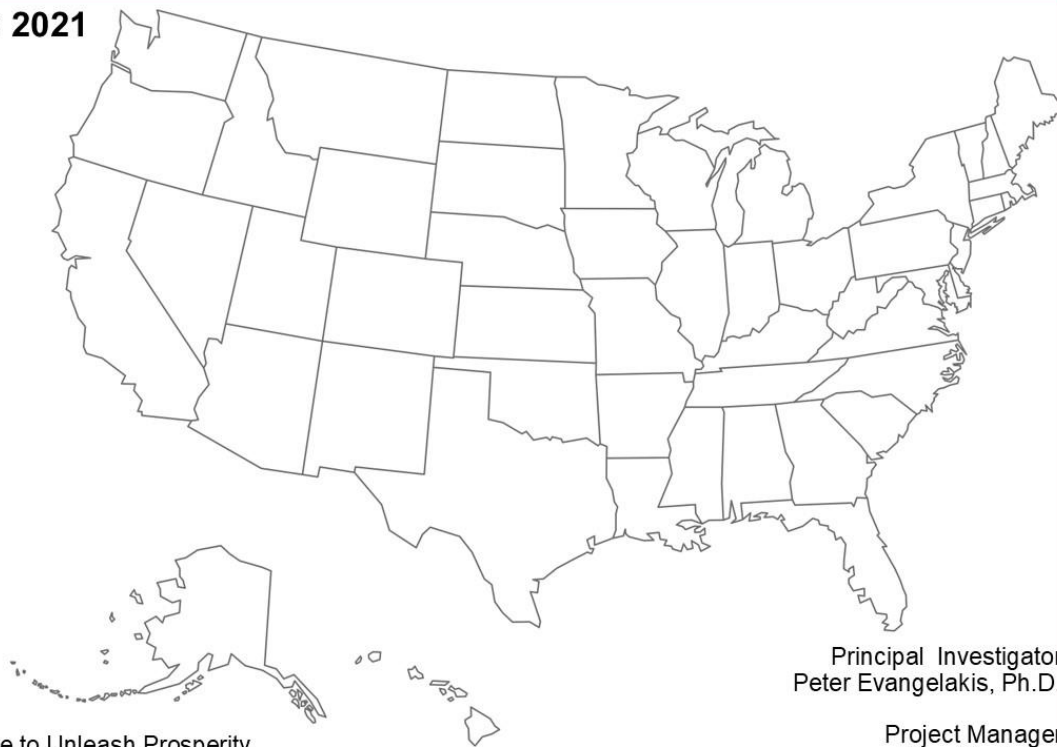 2021
Principal Investigator
Peter Evangelakis, Ph.D.
to Unleash Prosperity
Project Manager